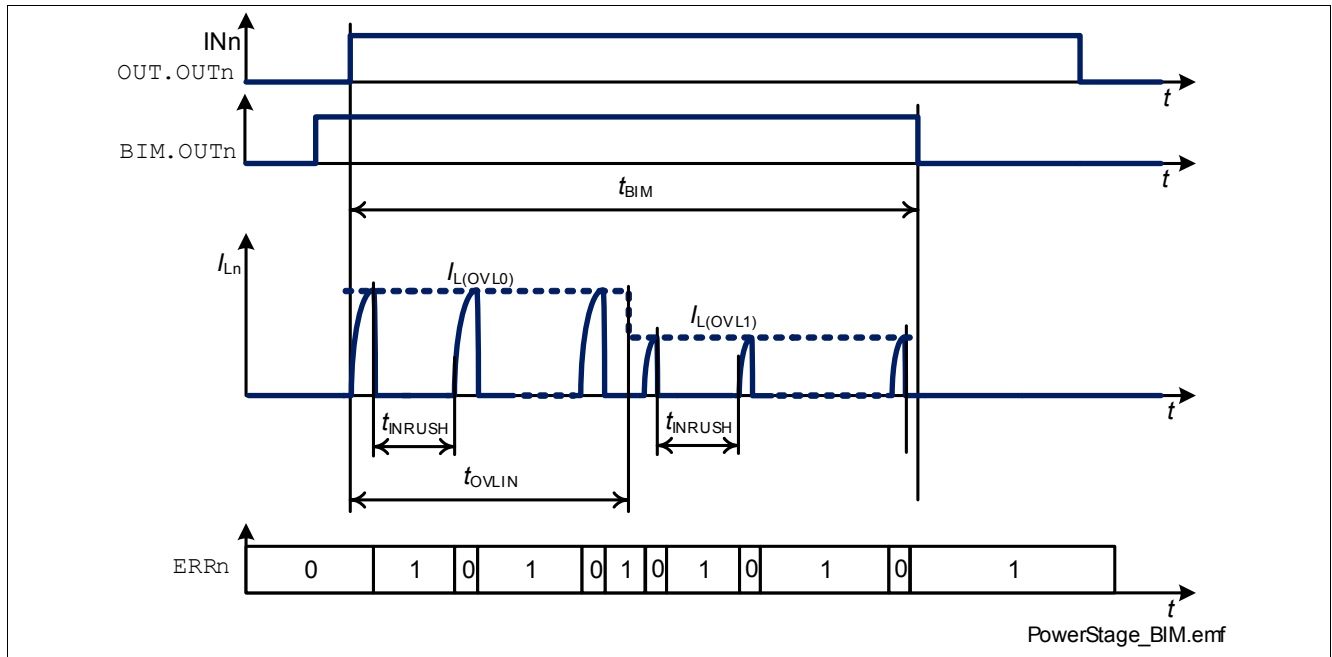 INn
OUT.OUTn
t
BIM.OUTn
t
tBIM
ILn
IL(OVL0)
IL(OVL1)
t
tINRUSH
tINRUSH
tOVLIN
ERRn
0 1 0 1 0 1 0 1 0 1 0 1
t
PowerStage_BIM.emf